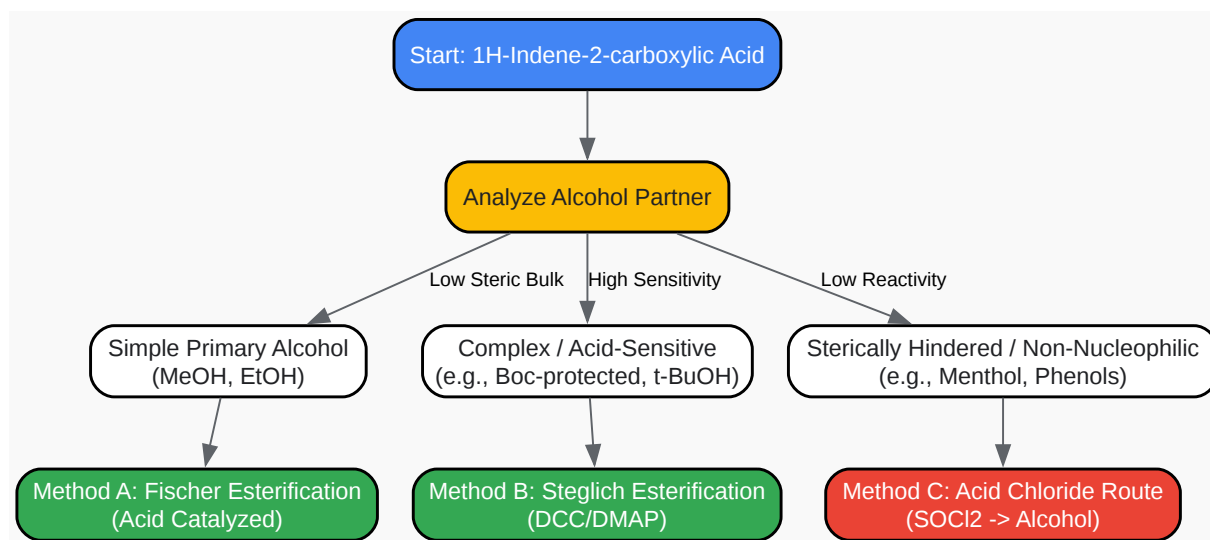 Start: 1H-Indene-2-carboxylic Acid
Analyze Alcohol Partner
Low Steric Bulk
High Sensitivity
Low Reactivity
Simple Primary Alcohol
(MeOH, EtOH)
Complex / Acid-Sensitive
(e.g., Boc-protected, t-BuOH)
Sterically Hindered / Non-Nucleophilic
(e.g., Menthol, Phenols)
Method A: Fischer Esterification
(Acid Catalyzed)
Method B: Steglich Esterification
(DCC/DMAP)
Method C: Acid Chloride Route
(SOCl2 -> Alcohol)